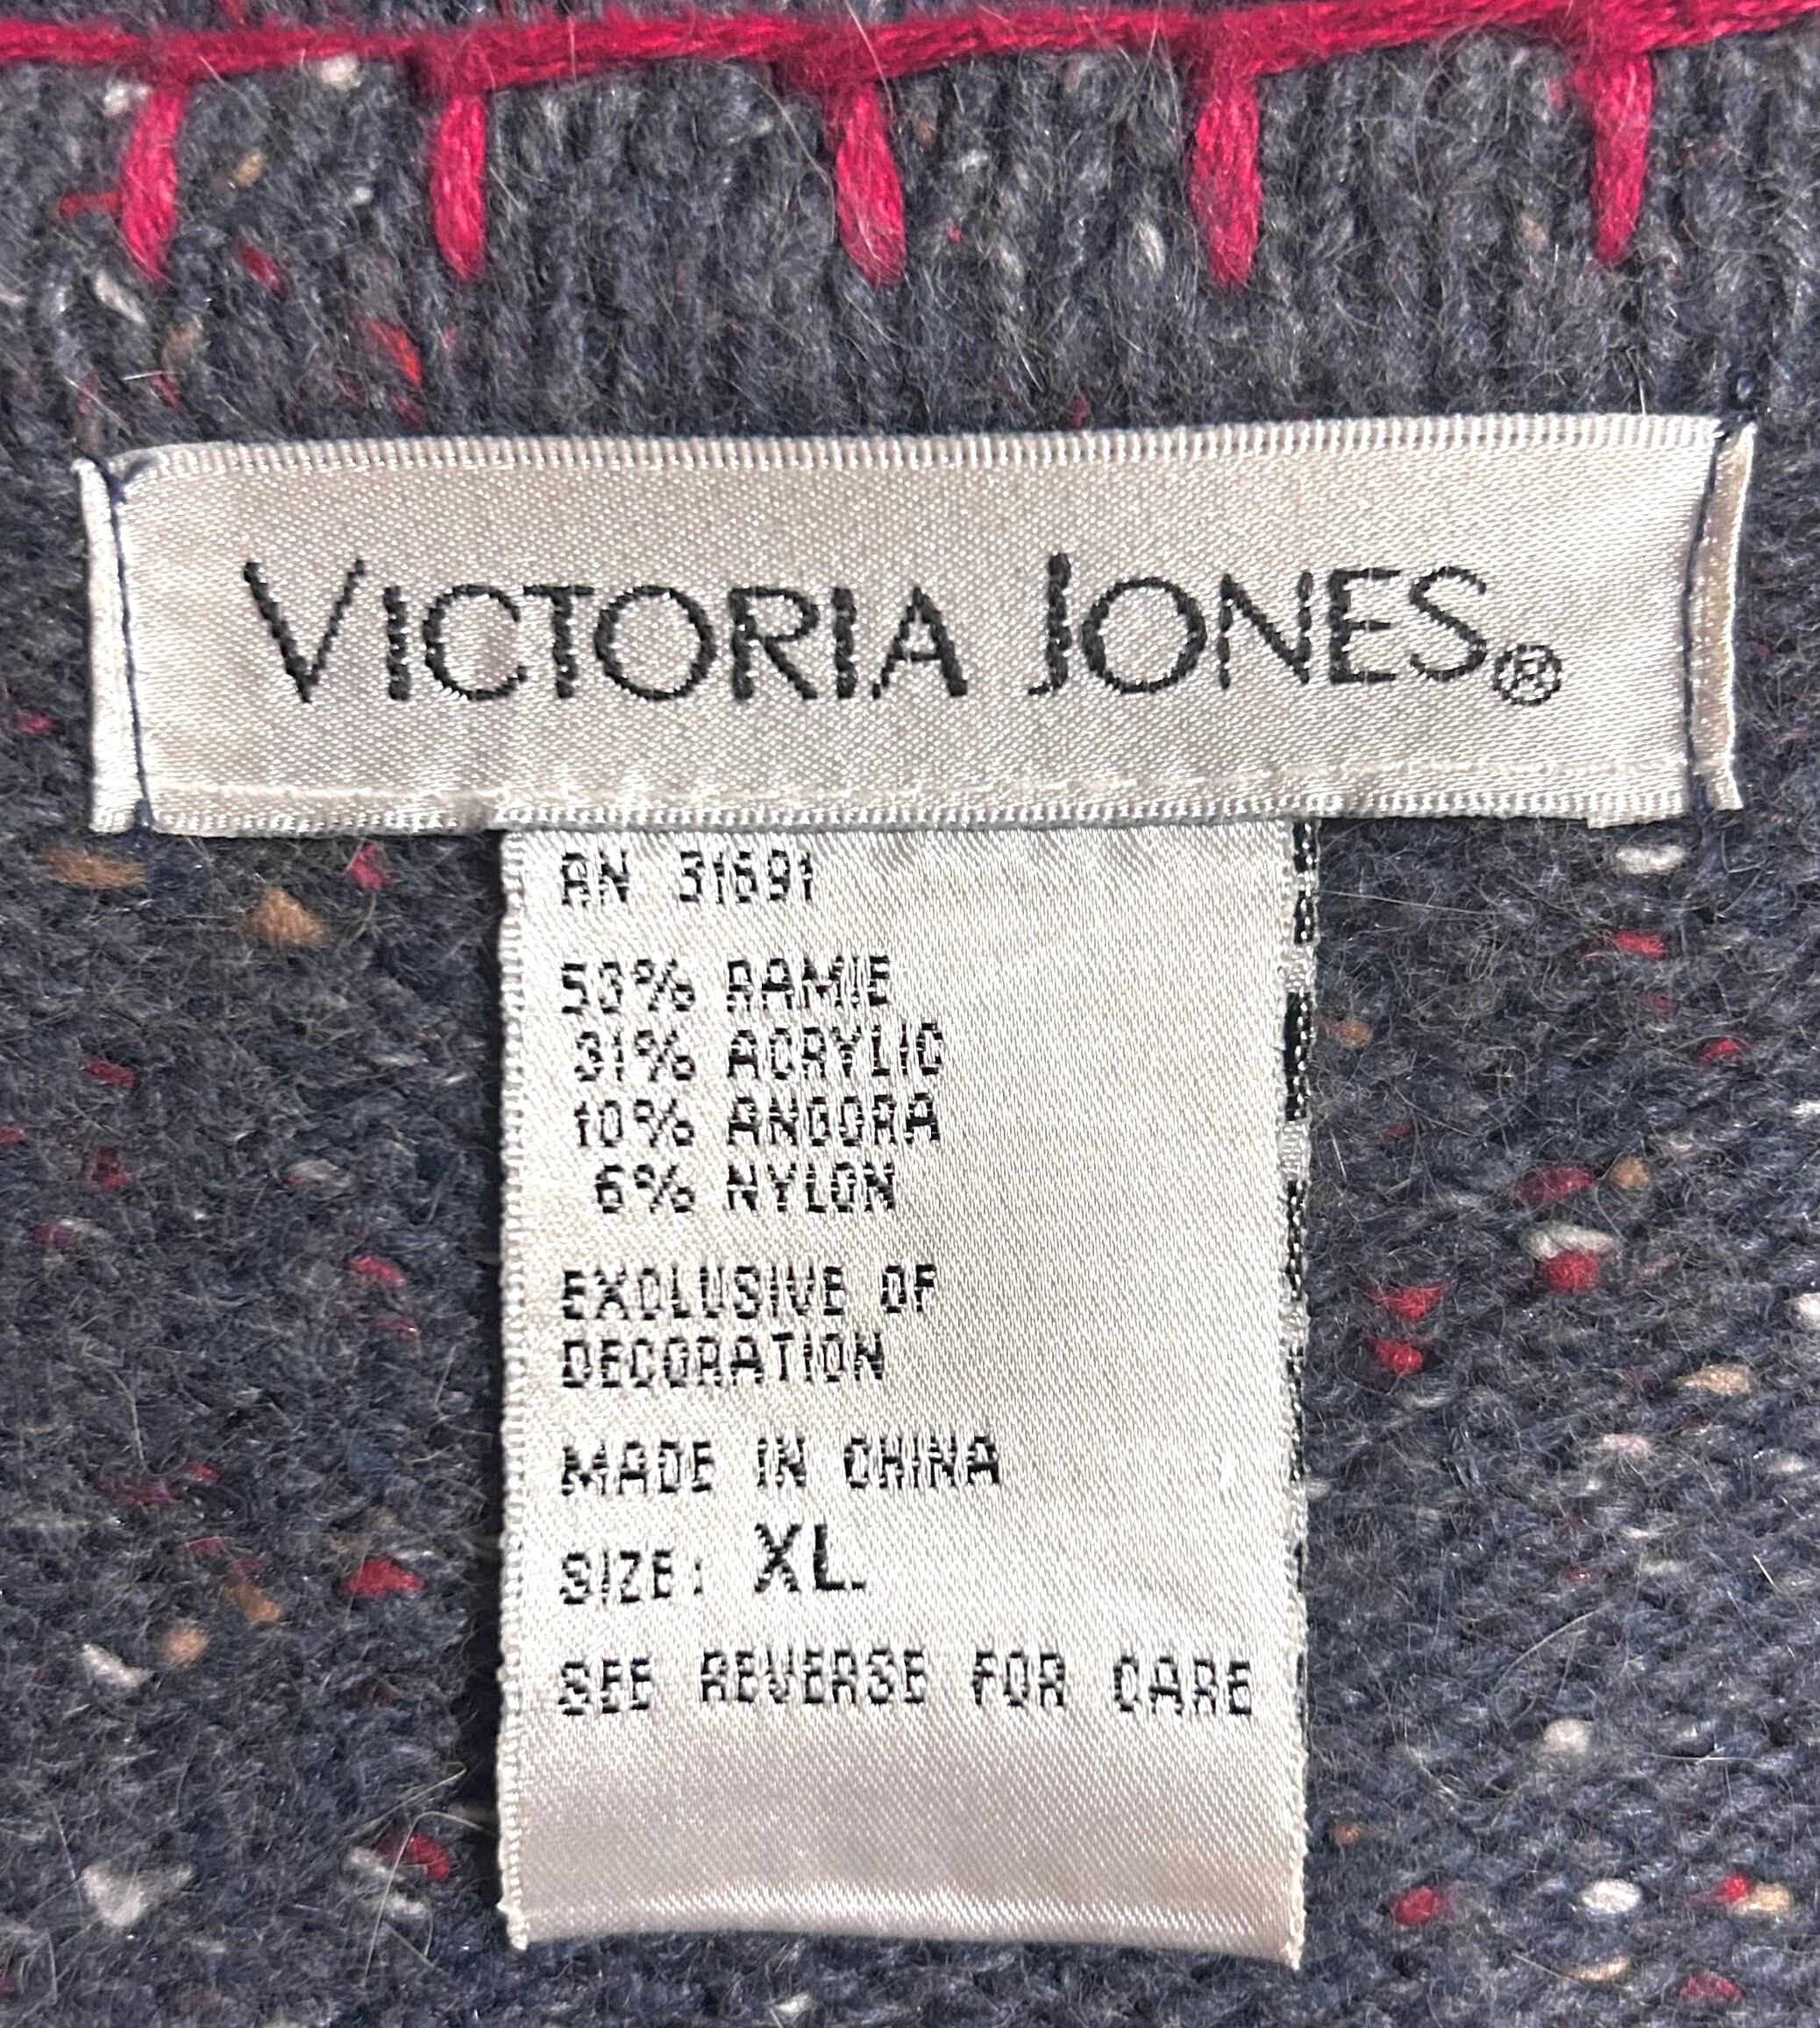 VICTORIA JONES®
RN 31691
53% RAMIE
31% ACRYLIC
10% ANGORA
6% NYLON
EXCLUSIVE OF
DECORATION
MADE IN CHINA
SIZE: XL
SEE REVERSE FOR CARE